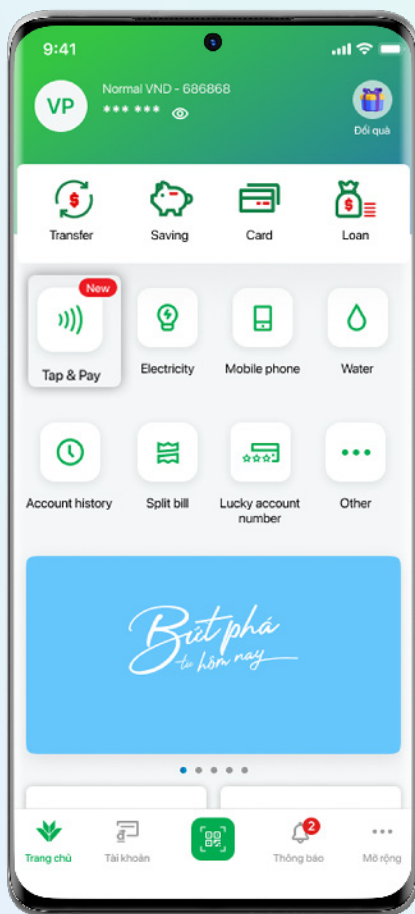 9:41
VP
Normal VND - 686868
*** ***
Đổi quà
Transfer
Saving
Card
Loan
New
Tap & Pay
Electricity
Mobile phone
Water
Account history
Split bill
Lucky account
number
Other
Bứt phá
từ hôm nay
Trang chủ
Tài khoản
2
Thông báo
Mở rộng